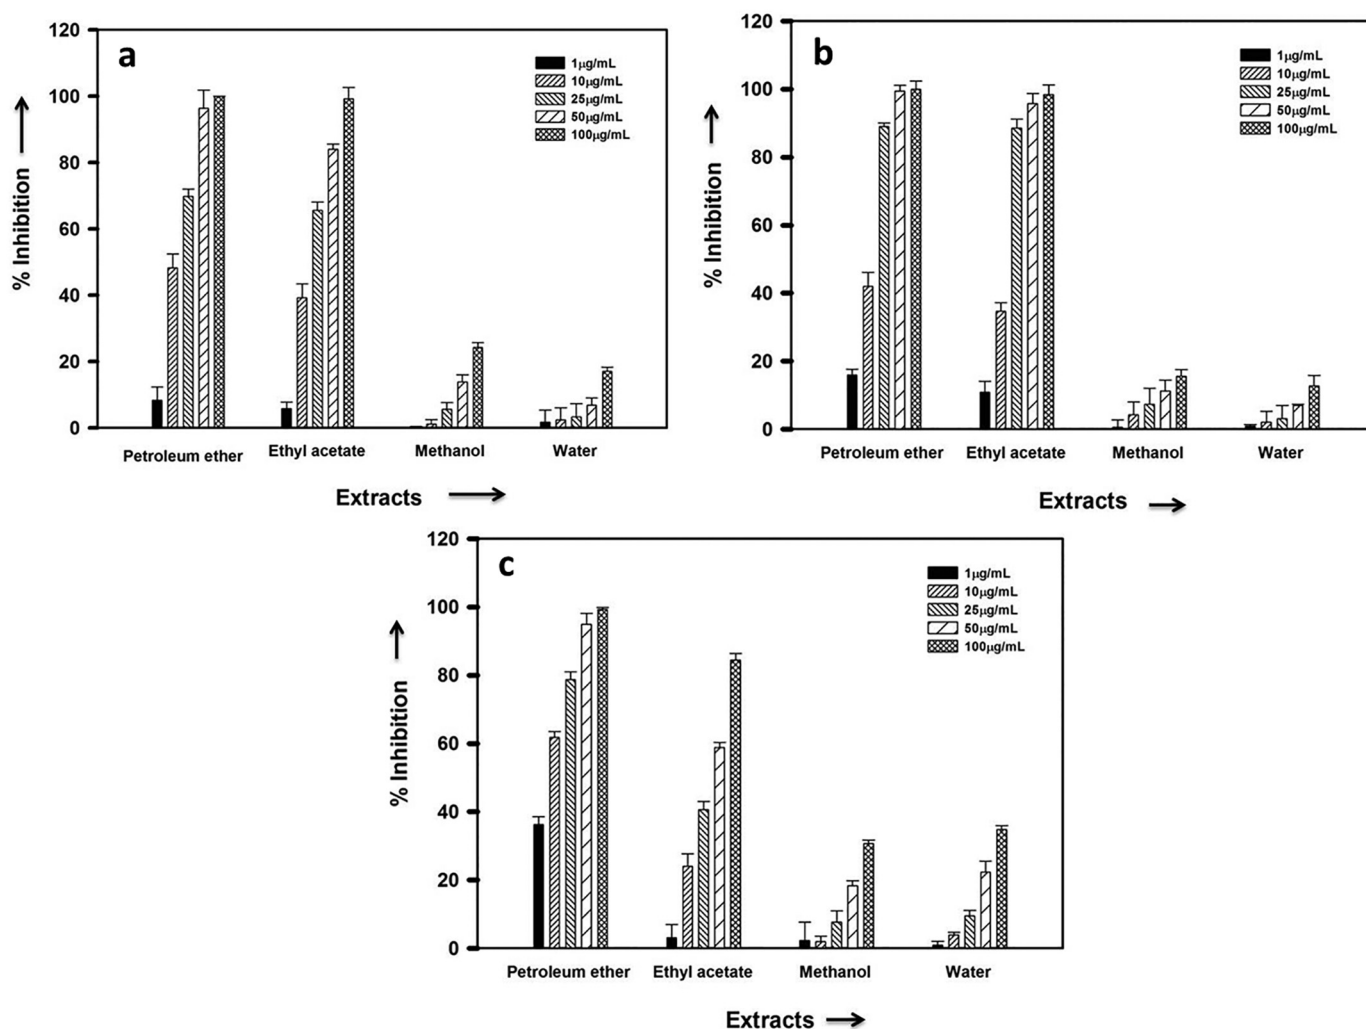 a
120
100
80
60
40
20
0
% Inhibition
1µg/mL
10µg/mL
25µg/mL
50µg/mL
100µg/mL
Petroleum ether Ethyl acetate Methanol Water
Extracts
b
120
100
80
60
40
20
0
% Inhibition
1µg/mL
10µg/mL
25µg/mL
50µg/mL
100µg/mL
Petroleum ether Ethyl acetate Methanol Water
Extracts
c
120
100
80
60
40
20
0
% Inhibition
1µg/mL
10µg/mL
25µg/mL
50µg/mL
100µg/mL
Petroleum ether Ethyl acetate Methanol Water
Extracts